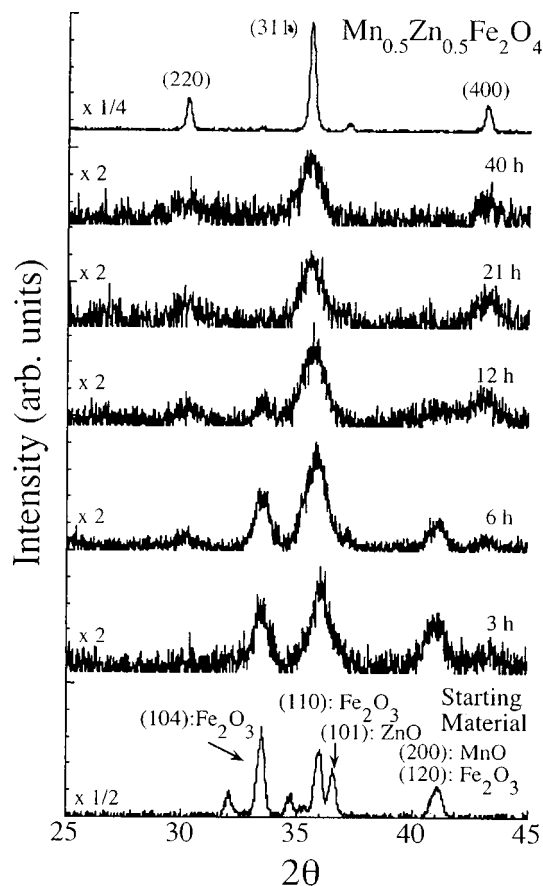 (311)
Mn0.5Zn0.5Fe2O4
(220)
(400)
x 1/4
40 h
x 2
21 h
x 2
12 h
x 2
6 h
x 2
3 h
x 2
Starting
Material
(110): Fe2O3
(104):Fe2O3
(101): ZnO
(200): MnO
(120): Fe2O3
x 1/2
25 30 35 40 45
2θ
Intensity (arb. units)